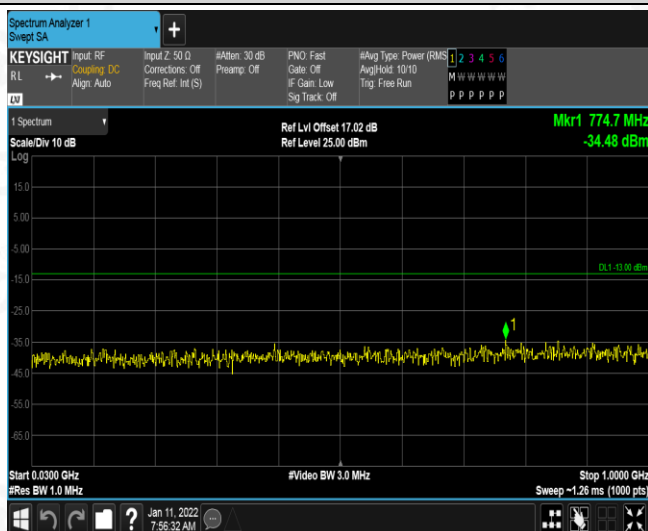 Spectrum Analyzer 1
Swept SA
+
KEYSIGHT
RL
LXI
Input: RF
Coupling: DC
Align: Auto
Input Z: 50 Ω
Corrections: Off
Freq Ref: Int (S)
#Atten: 30 dB
Preamp: Off
PNO: Fast
Gate: Off
IF Gain: Low
Sig Track: Off
#Avg Type: Power (RMS
Avg|Hold: 10/10
Trig: Free Run
1 2 3 4 5 6
M W W W W W
P P P P P P
1 Spectrum
Scale/Div 10 dB
Log
Ref Lvl Offset 17.02 dB
Ref Level 25.00 dBm
Mkr1 774.7 MHz
-34.48 dBm
15.0
5.00
-5.00
DL1 -13.00 dBm
-15.0
-25.0
1
-35.0
-45.0
-55.0
-65.0
Start 0.0300 GHz
#Res BW 1.0 MHz
#Video BW 3.0 MHz
Stop 1.0000 GHz
Sweep ~1.26 ms (1000 pts)
?
Jan 11, 2022
7:56:32 AM